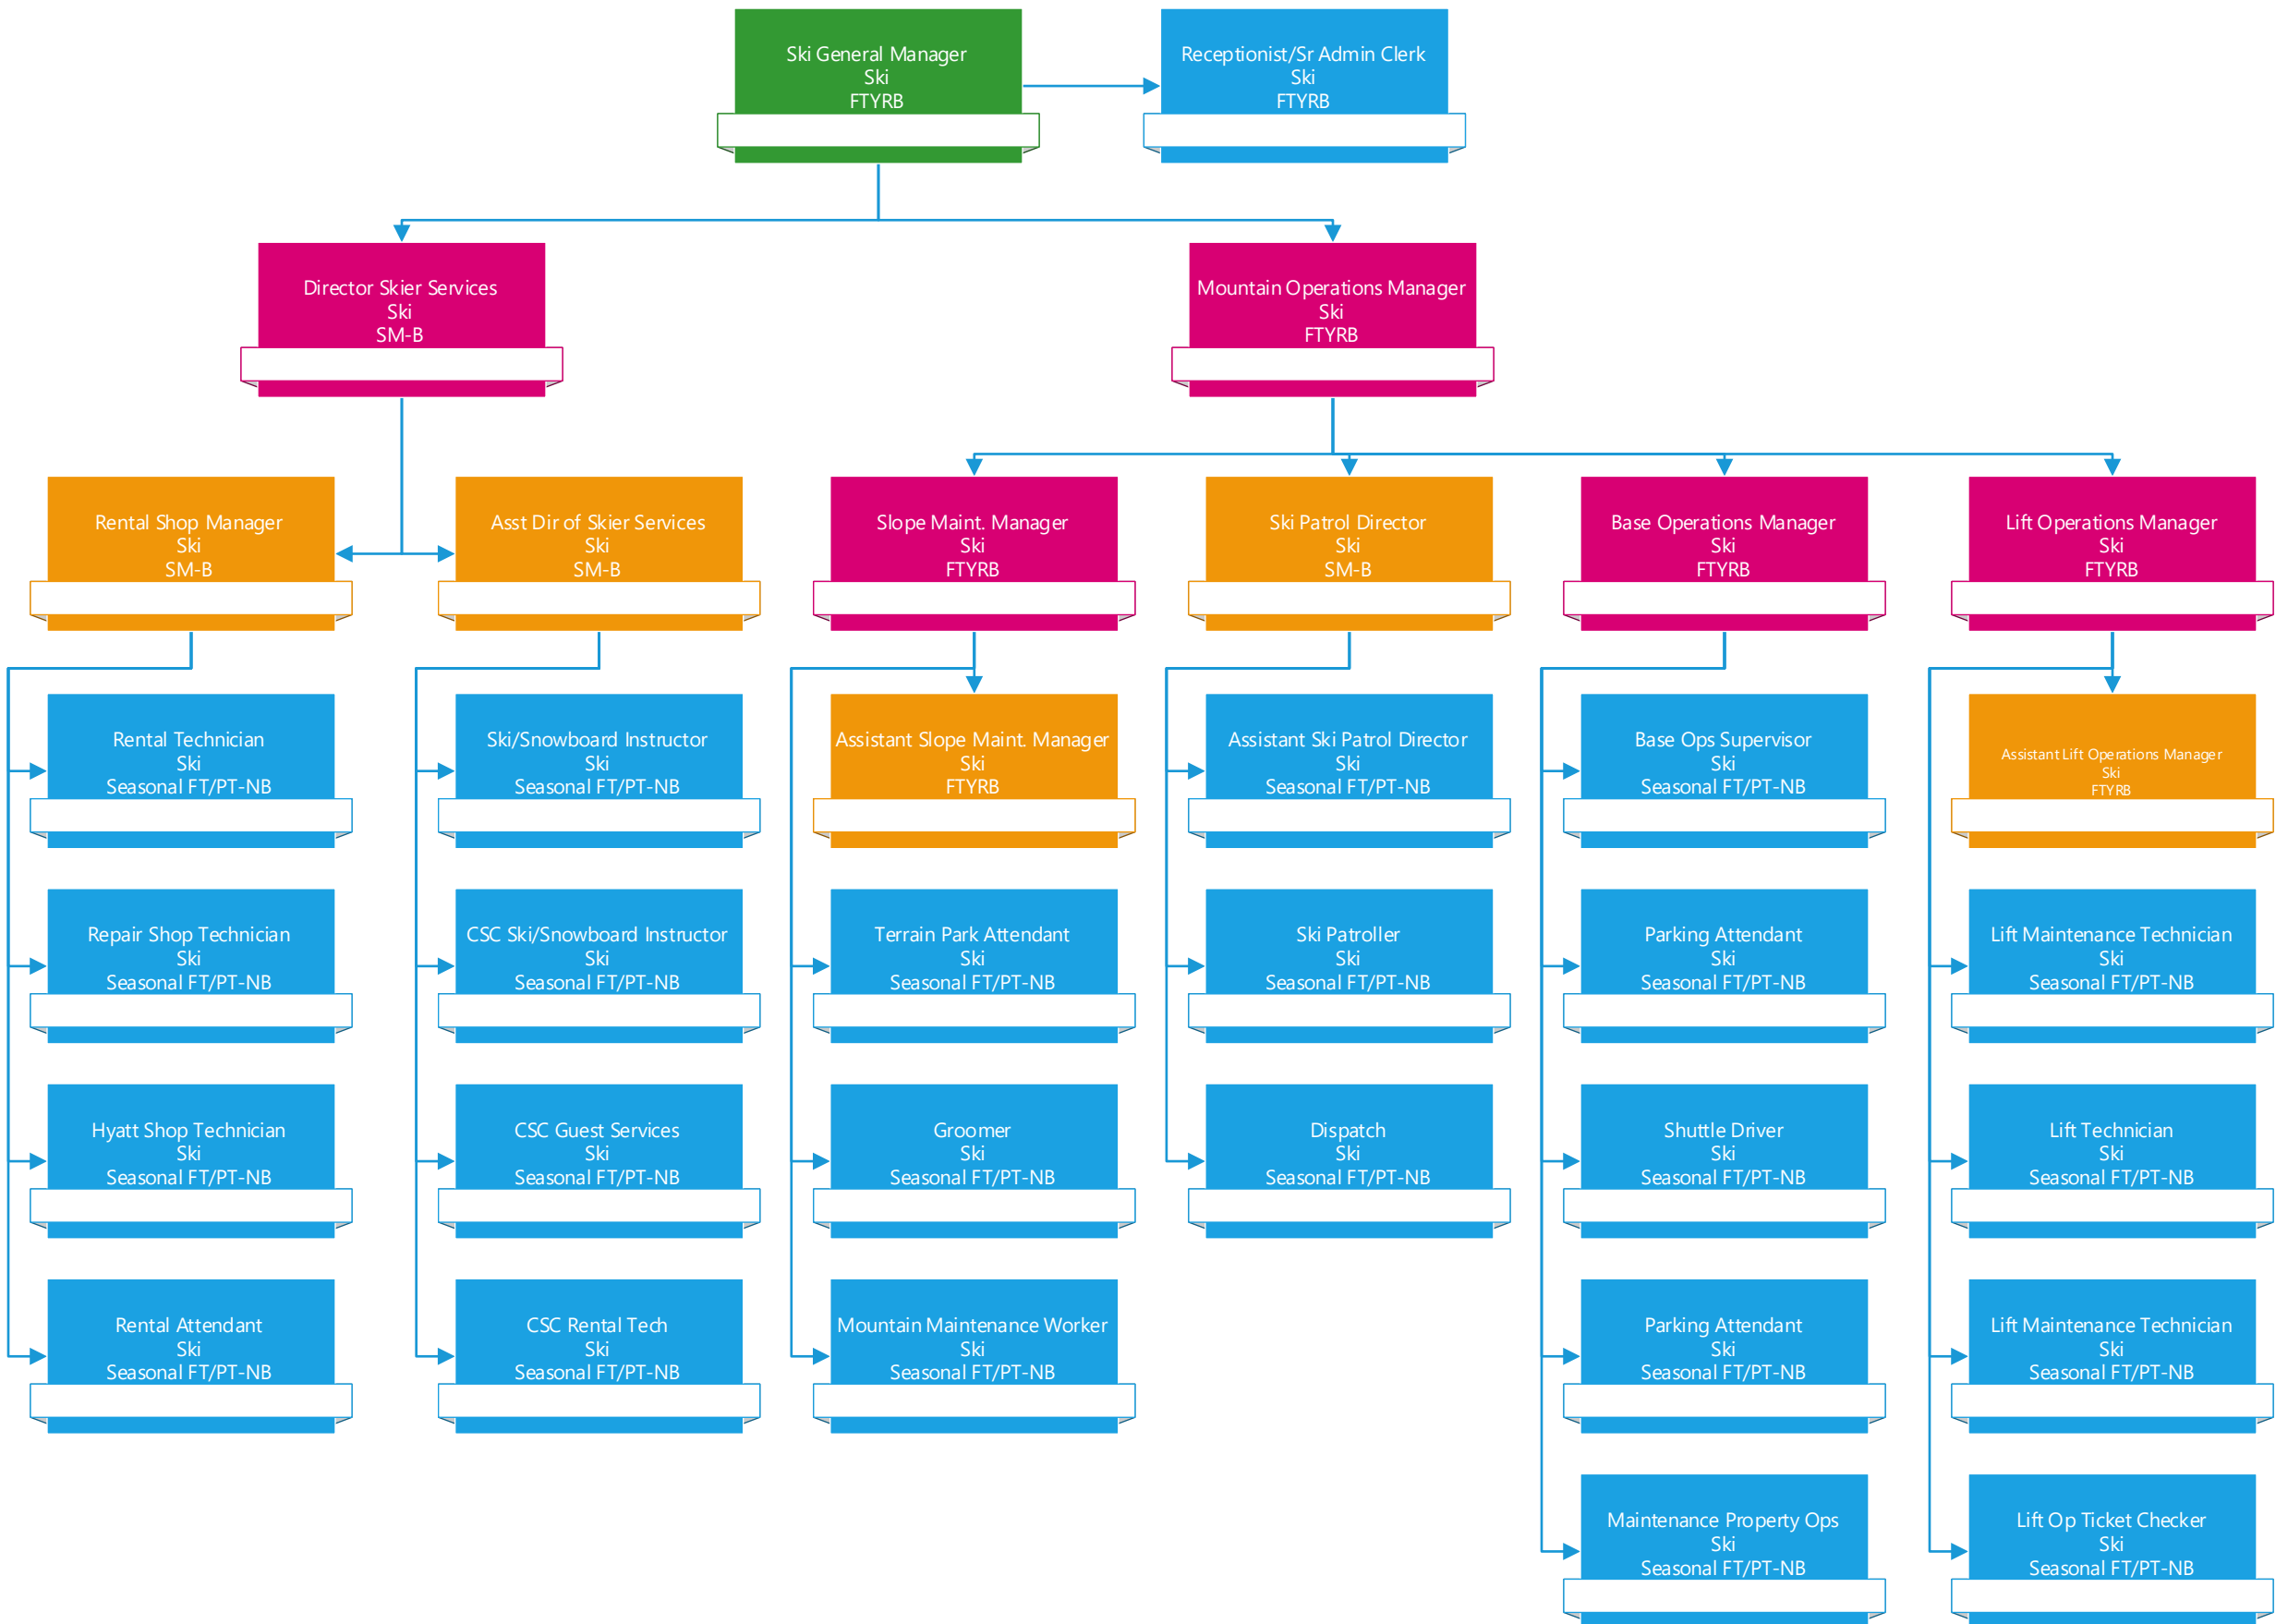 Ski General Manager
Ski
FTYRB
Receptionist/Sr Admin Clerk
Ski
FTYRB
Director Skier Services
Ski
SM-B
Mountain Operations Manager
Ski
FTYRB
Rental Shop Manager
Ski
SM-B
Asst Dir of Skier Services
Ski
SM-B
Slope Maint. Manager
Ski
FTYRB
Ski Patrol Director
Ski
SM-B
Base Operations Manager
Ski
FTYRB
Lift Operations Manager
Ski
FTYRB
Rental Technician
Ski
Seasonal FT/PT-NB
Ski/Snowboard Instructor
Ski
Seasonal FT/PT-NB
Assistant Slope Maint. Manager
Ski
FTYRB
Assistant Ski Patrol Director
Ski
Seasonal FT/PT-NB
Base Ops Supervisor
Ski
Seasonal FT/PT-NB
Assistant Lift Operations Manager
Ski
FTYRB
Repair Shop Technician
Ski
Seasonal FT/PT-NB
CSC Ski/Snowboard Instructor
Ski
Seasonal FT/PT-NB
Terrain Park Attendant
Ski
Seasonal FT/PT-NB
Ski Patroller
Ski
Seasonal FT/PT-NB
Parking Attendant
Ski
Seasonal FT/PT-NB
Lift Maintenance Technician
Ski
Seasonal FT/PT-NB
Hyatt Shop Technician
Ski
Seasonal FT/PT-NB
CSC Guest Services
Ski
Seasonal FT/PT-NB
Groomer
Ski
Seasonal FT/PT-NB
Dispatch
Ski
Seasonal FT/PT-NB
Shuttle Driver
Ski
Seasonal FT/PT-NB
Lift Technician
Ski
Seasonal FT/PT-NB
Rental Attendant
Ski
Seasonal FT/PT-NB
CSC Rental Tech
Ski
Seasonal FT/PT-NB
Mountain Maintenance Worker
Ski
Seasonal FT/PT-NB
Parking Attendant
Ski
Seasonal FT/PT-NB
Lift Maintenance Technician
Ski
Seasonal FT/PT-NB
Maintenance Property Ops
Ski
Seasonal FT/PT-NB
Lift Op Ticket Checker
Ski
Seasonal FT/PT-NB